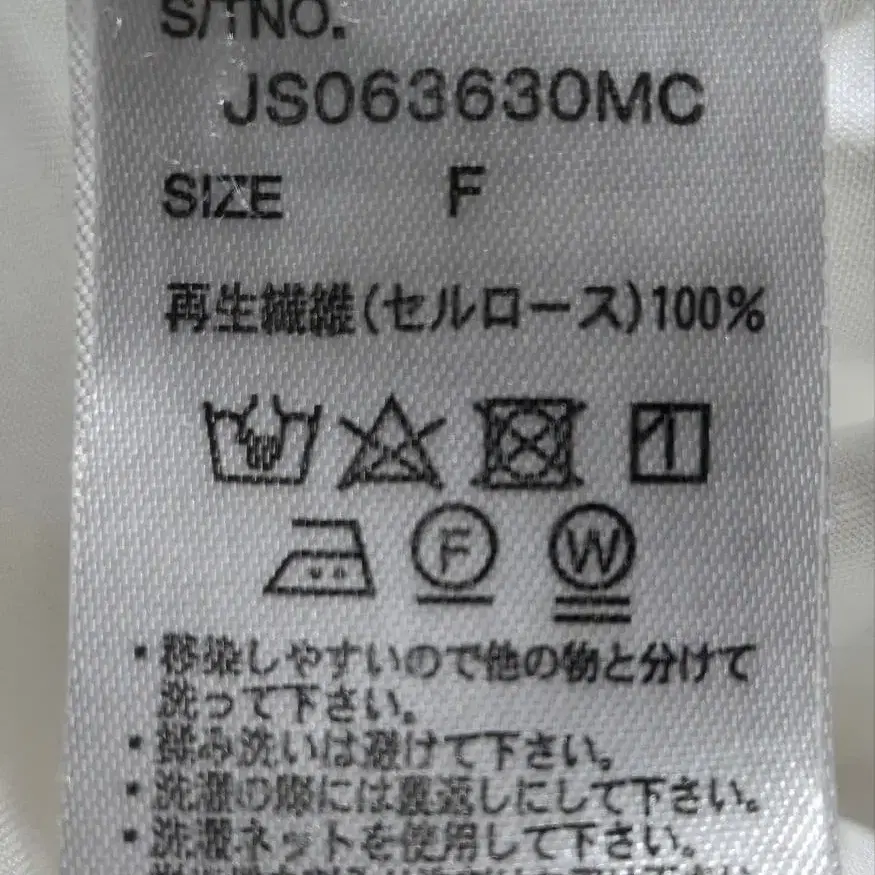 S/TNO.
JS063630MC
SIZE F
再生繊維(セルロース)100%
F W
・移染しやすいので他の物と分けて
洗って下さい。
・揉み洗いは避けて下さい。
・洗濯の際には裏返しにして下さい。
・洗濯ネットを使用して下さい。